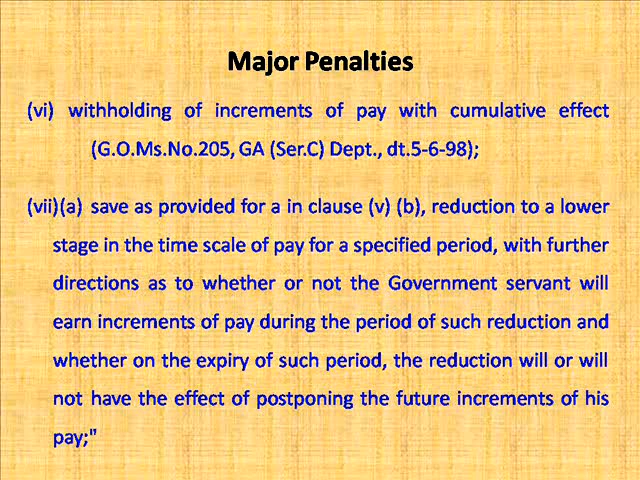 Major Penalties
(vi) withholding of increments of pay with cumulative effect
(G.O.Ms.No.205, GA (Ser.C) Dept., dt.5-6-98);
(vii)(a) save as provided for a in clause (v) (b), reduction to a lower
stage in the time scale of pay for a specified period, with further
directions as to whether or not the Government servant will
earn increments of pay during the period of such reduction and
whether on the expiry of such period, the reduction will or will
not have the effect of postponing the future increments of his
pay;"